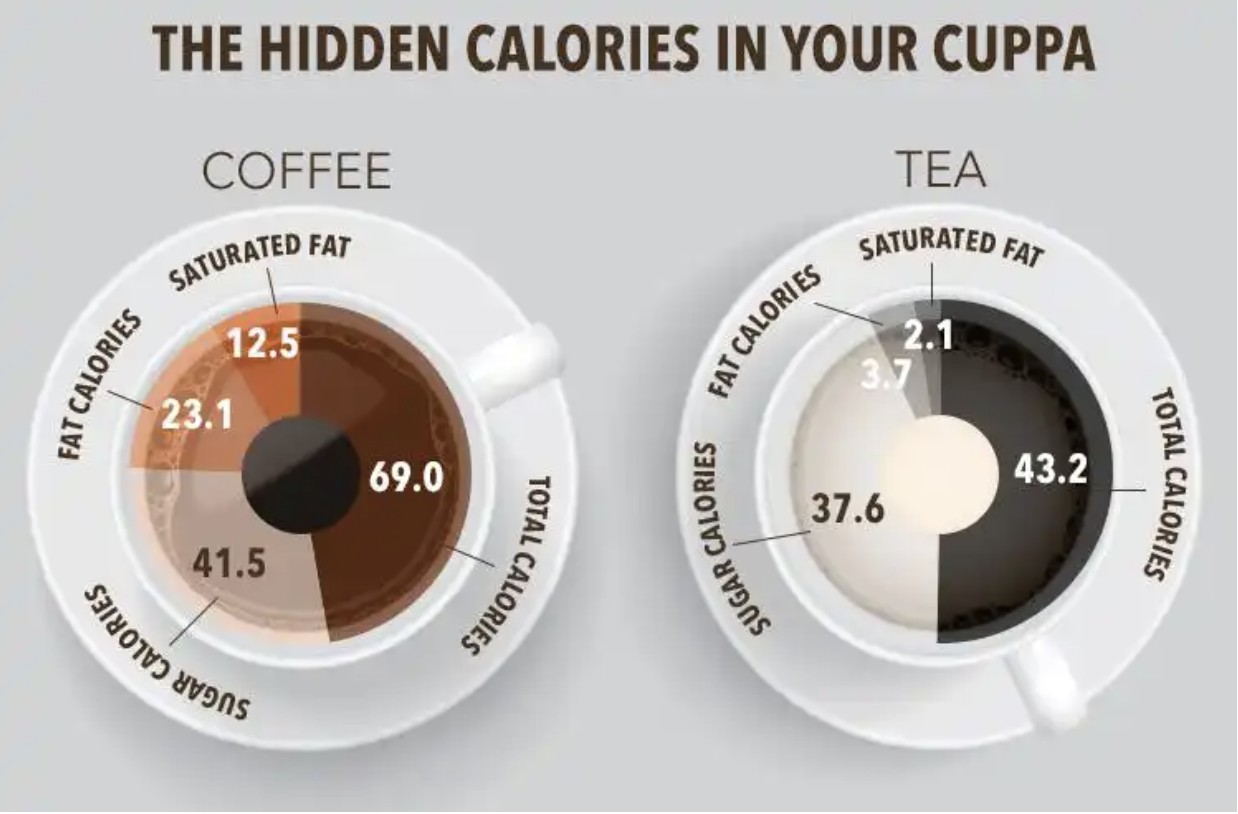 THE HIDDEN CALORIES IN YOUR CUPPA
COFFEE
SATURATED FAT
12.5
FAT CALORIES
23.1
69.0
TOTAL CALORIES
41.5
SUGAR CALORIES
TEA
SATURATED FAT
2.1
FAT CALORIES
3.7
43.2
TOTAL CALORIES
37.6
SUGAR CALORIES